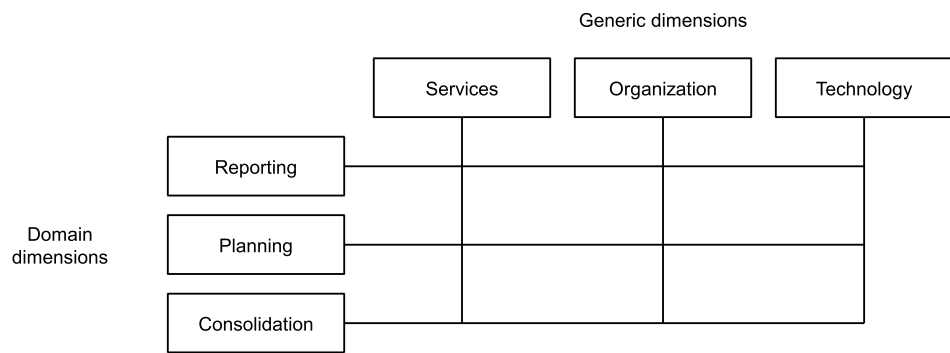 Generic dimensions
Services
Organization
Technology
Reporting
Domain
dimensions
Planning
Consolidation